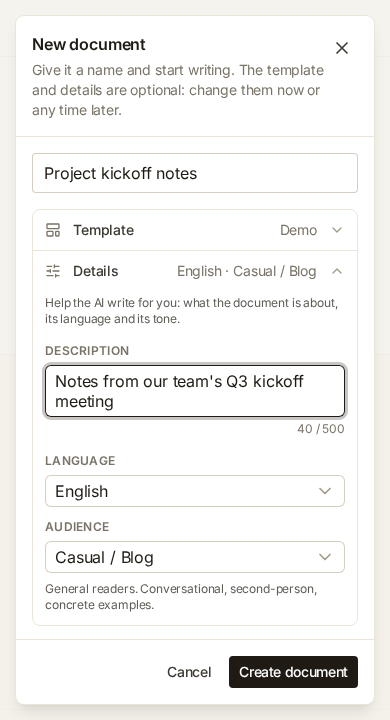 New document
Give it a name and start writing. The template
and details are optional: change them now or
any time later.
Project kickoff notes
Template
Demo
Details
English · Casual / Blog
Help the AI write for you: what the document is about,
its language and its tone.
DESCRIPTION
Notes from our team's Q3 kickoff
meeting
40 / 500
LANGUAGE
English
AUDIENCE
Casual / Blog
General readers. Conversational, second-person,
concrete examples.
Cancel
Create document